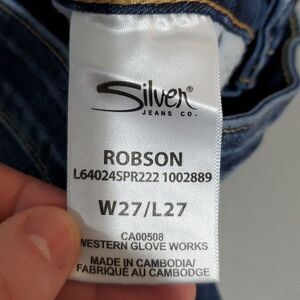 Silver®
JEANS CO.
ROBSON
L64024SPR222 1002889
W27/L27
CA00508
WESTERN GLOVE WORKS
MADE IN CAMBODIA/
FABRIQUÉ AU CAMBODGE